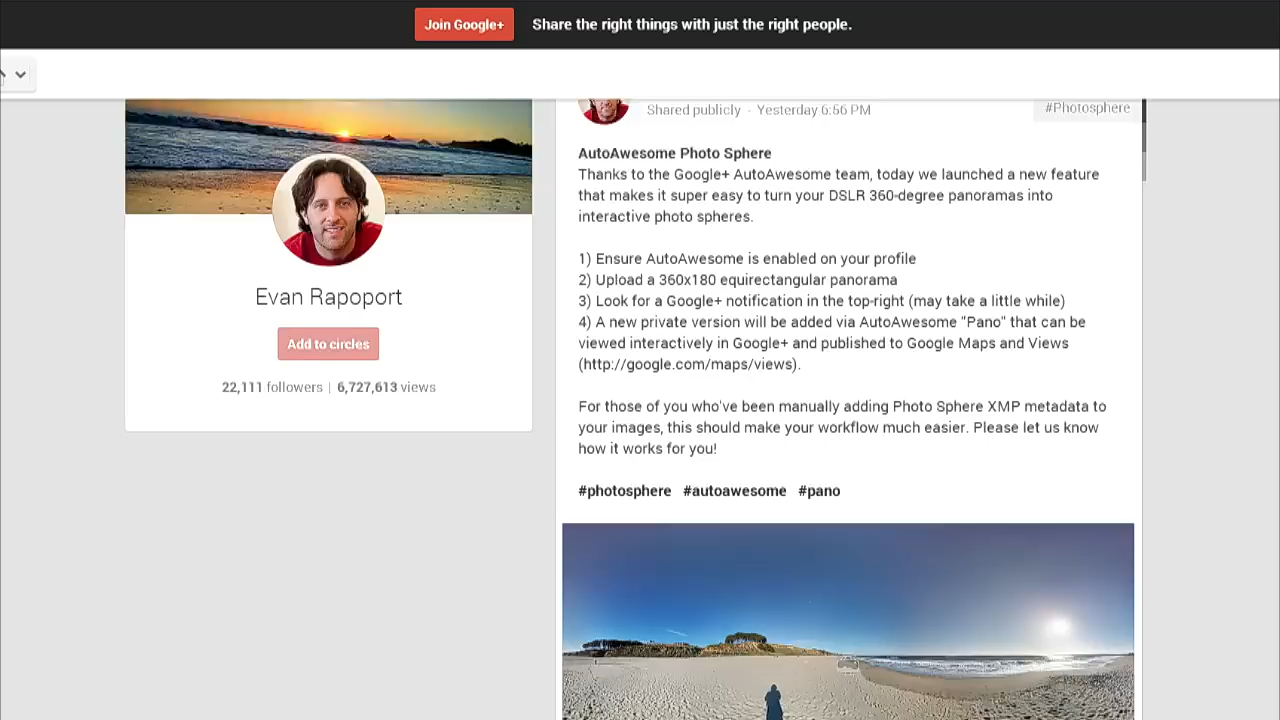 Join Google+ Share the right things with just the right people.
Shared publicly - Yesterday 6:56 PM #Photosphere
AutoAwesome Photo Sphere
Thanks to the Google+ AutoAwesome team, today we launched a new feature
that makes it super easy to turn your DSLR 360-degree panoramas into
interactive photo spheres.
1) Ensure AutoAwesome is enabled on your profile
2) Upload a 360x180 equirectangular panorama
3) Look for a Google+ notification in the top-right (may take a little while)
4) A new private version will be added via AutoAwesome "Pano" that can be
viewed interactively in Google+ and published to Google Maps and Views
(http://google.com/maps/views).
For those of you who've been manually adding Photo Sphere XMP metadata to
your images, this should make your workflow much easier. Please let us know
how it works for you!
#photosphere #autoawesome #pano
Evan Rapoport
Add to circles
22,111 followers | 6,727,613 views